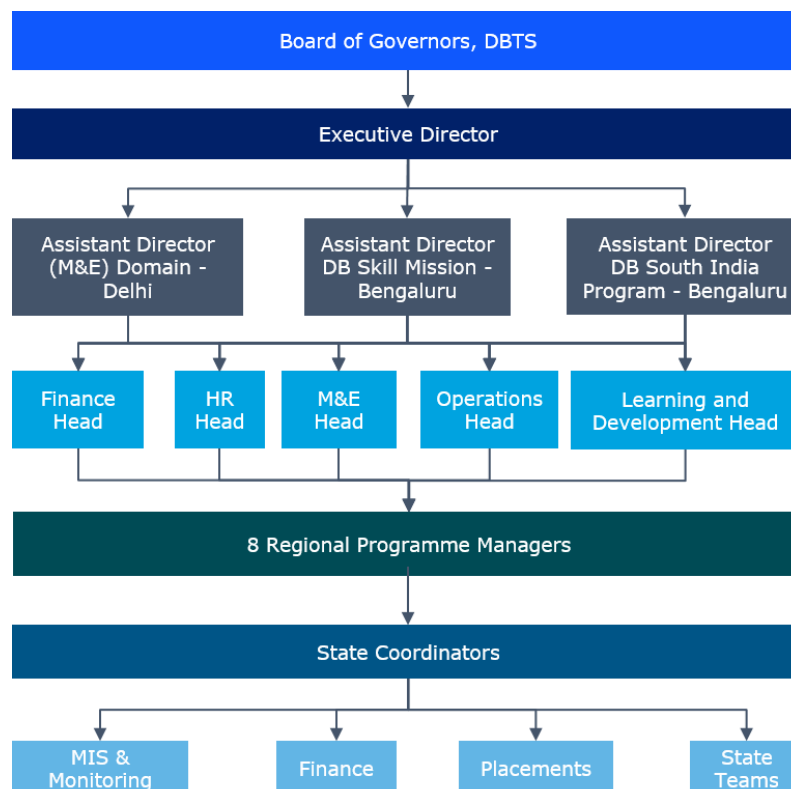 Board of Governors, DBTS
Executive Director
Assistant Director
(M&E) Domain -
Delhi
Assistant Director
DB Skill Mission -
Bengaluru
Assistant Director
DB South India
Program - Bengaluru
Finance
Head
HR
Head
M&E
Head
Operations
Head
Learning and
Development Head
8 Regional Programme Managers
State Coordinators
MIS &
Monitoring
Finance
Placements
State
Teams